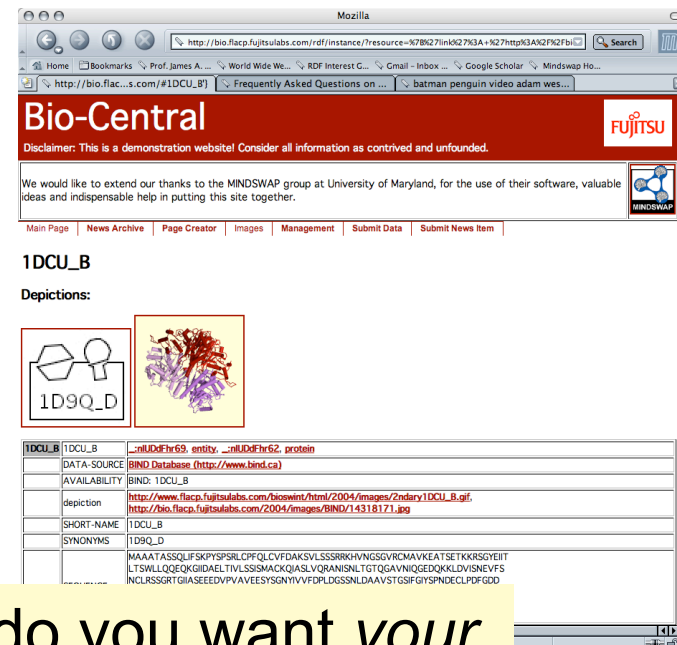 Mozilla
http://bio.flacp.fujitsulabs.com/rdf/instance/?resource=%7B%27link%27%3A+%27http%3A%2F%2Fbi
Search
Home Bookmarks Prof. James A. ... World Wide We... RDF Interest G... Gmail - Inbox ... Google Scholar Mindswap Ho...
http://bio.flac...s.com/#1DCU_B') Frequently Asked Questions on ... batman penguin video adam wes...
Bio-Central
FUJITSU
Disclaimer: This is a demonstration website! Consider all information as contrived and unfounded.
We would like to extend our thanks to the MINDSWAP group at University of Maryland, for the use of their software, valuable
ideas and indispensable help in putting this site together.
MINDSWAP
Main Page News Archive Page Creator Images Management Submit Data Submit News Item
1DCU_B
Depictions:
1D9Q_D
1DCU_B 1DCU_B _:nIUDdFhr69, entity, _:nIUDdFhr62, protein
DATA-SOURCE BIND Database (http://www.bind.ca)
AVAILABILITY BIND: 1DCU_B
depiction http://www.flacp.fujitsulabs.com/bioswint/html/2004/images/2ndary1DCU_B.gif,
http://bio.flacp.fujitsulabs.com/2004/images/BIND/14318171.jpg
SHORT-NAME 1DCU_B
SYNONYMS 1D9Q_D
MAAATASSQLIFSKPYSPSRLCPFQLCVFDAKSVLSSSRRKHVNGSGVRCMAVKEATSETKKRSGYEIIT
LTSWLLQQEQKGIIDAELTIVLSSISMACKQIASLVQRANISNLTGTQGAVNIQGEDQKKLDVISNEVFS
SEQUENCE NCLRSSGRTGIIASEEEDVPVAVEESYSGNYIVVFDPLDGSSNLDAAVSTGSIFGIYSPNDECLPDFGDD
do you want your